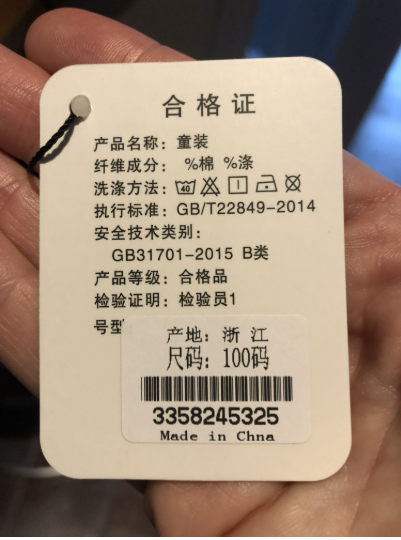 合格证
产品名称：童装
纤维成分： %棉 %涤
洗涤方法：
执行标准：GB/T22849-2014
安全技术类别：
GB31701-2015 B类
产品等级：合格品
检验证明：检验员1
号型
产地：浙 江
尺码：100码
3358245325
Made in Chna